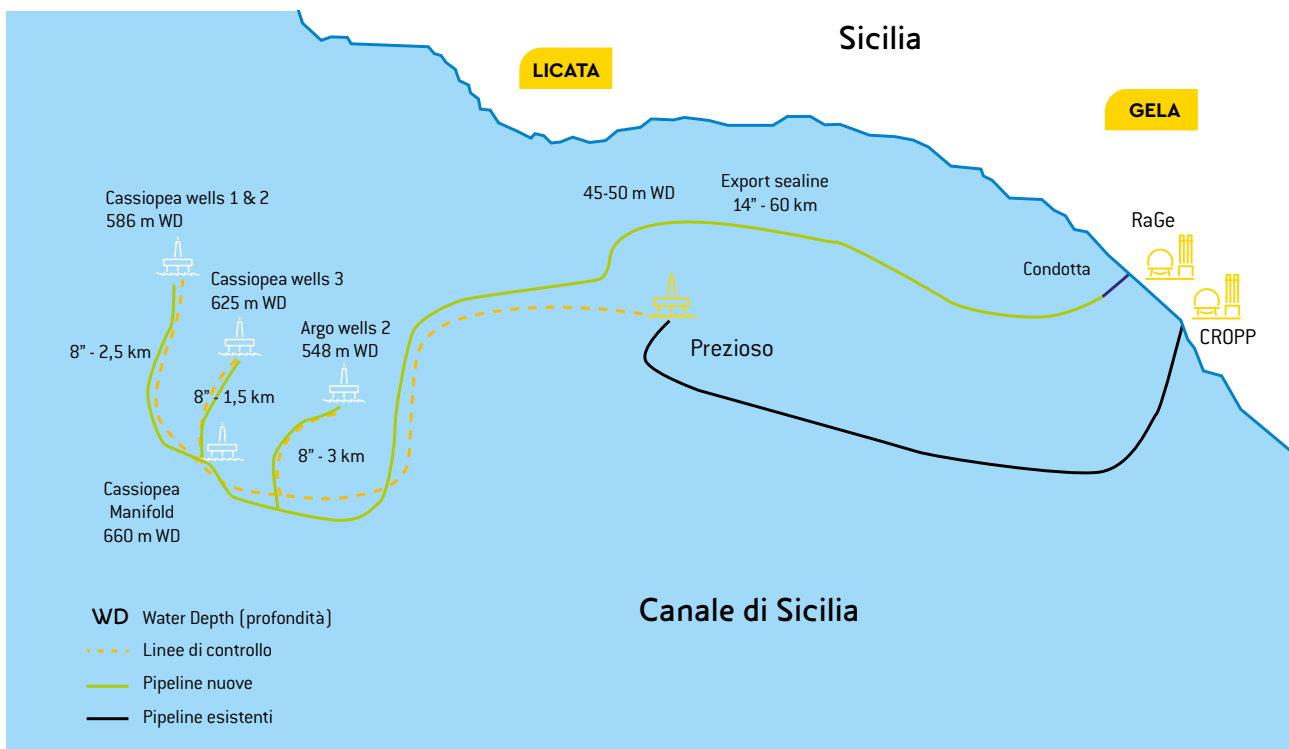 Sicilia
LICATA
GELA
Cassiopea wells 1 & 2
586 m WD
45-50 m WD
Export sealine
14” - 60 km
RaGe
Condotta
Cassiopea wells 3
625 m WD
Argo wells 2
548 m WD
CROPP
8” - 2,5 km
Prezioso
8” - 1,5 km
8” - 3 km
Cassiopea
Manifold
660 m WD
Canale di Sicilia
WD Water Depth (profondità)
Linee di controllo
Pipeline nuove
Pipeline esistenti